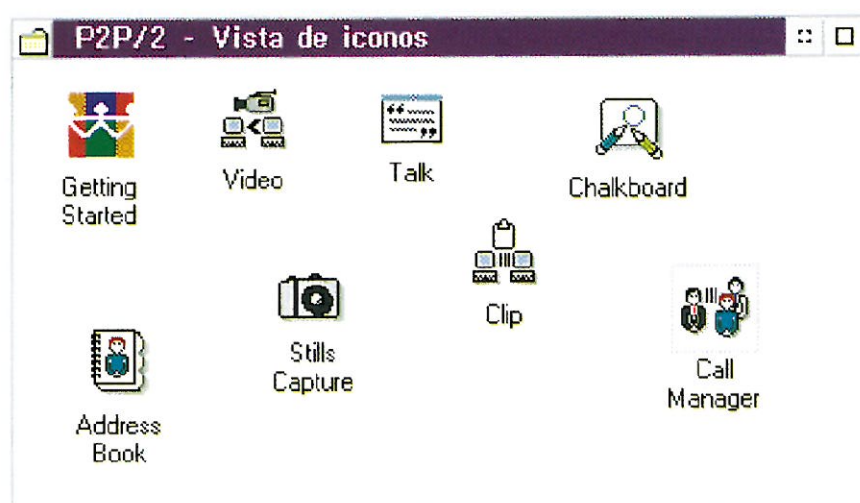 P2P/2 - Vista de iconos
Getting
Started
Video
Talk
Chalkboard
Clip
Stills
Capture
Call
Manager
Address
Book